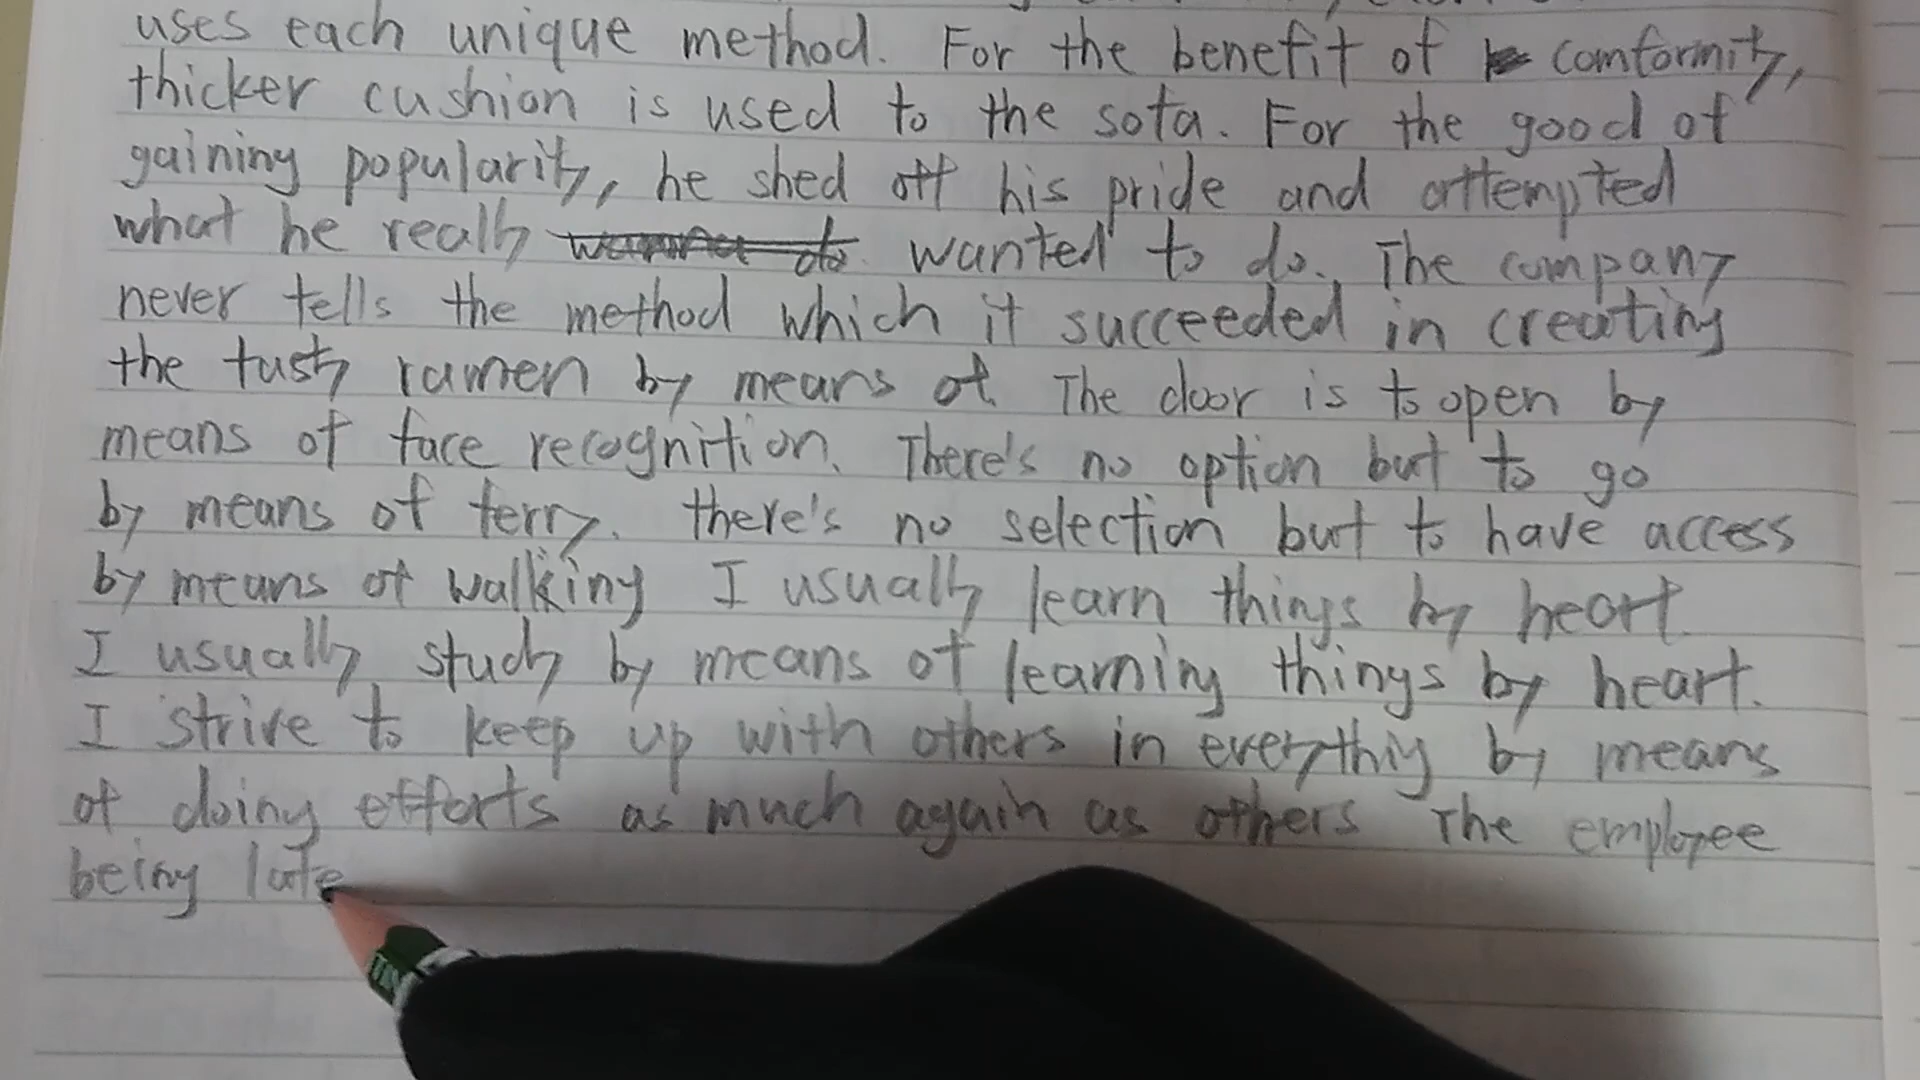 uses each unique method. For the benefit of comformity,
thicker cushion is used to the sofa. For the good of
gaining popularity, he shed off his pride and attempted
what he really wanted to do. The company
never tells the method which it succeeded in creating
the tasty ramen by means of. The door is to open by
means of face recognition. There's no option but to go
by means of ferry. there's no selection but to have access
by means of walking I usually learn things by heart.
I usually study by means of learning things by heart.
I strive to keep up with others in everythig by means
of doing efforts as much again as others The employee
being late